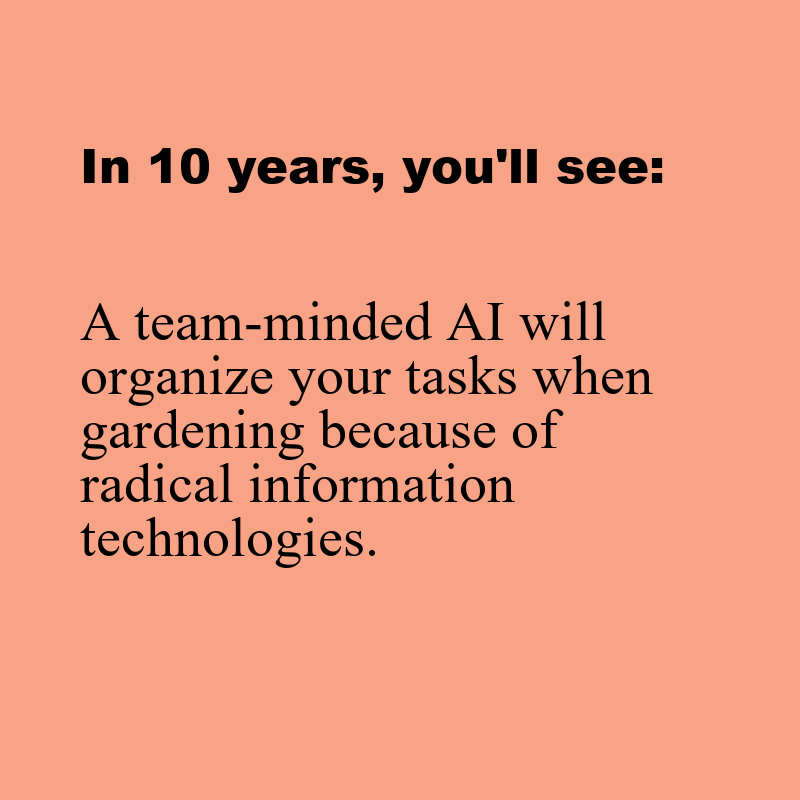 In 10 years, you'll see:
A team-minded AI will
organize your tasks when
gardening because of
radical information
technologies.